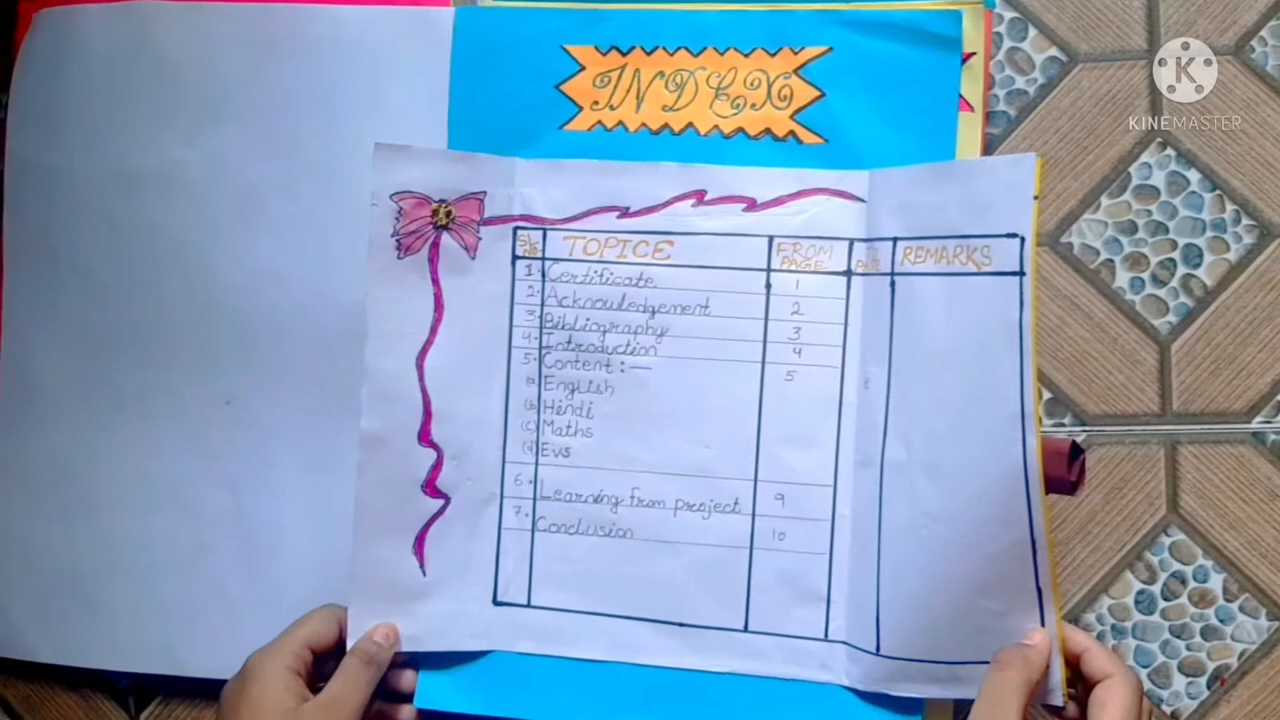 INDEX
KINEMASTER
S/ No. TOPICE FROM PAGE TO PAGE REMARKS
1. Certificate 1
2. Acknowledgement 2
3. Bibliography 3
4. Introduction 4
5. Content :— 5
(a) English
(b) Hindi
(c) Maths
(d) Evs
6. Learning from project 9
7. Conclusion 10